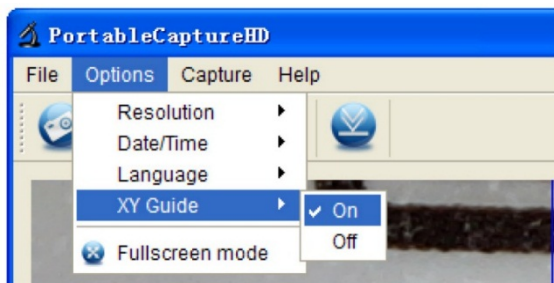 PortableCaptureHD
File Options Capture Help
Resolution
Date/Time
Language
XY Guide
On
Off
Fullscreen mode